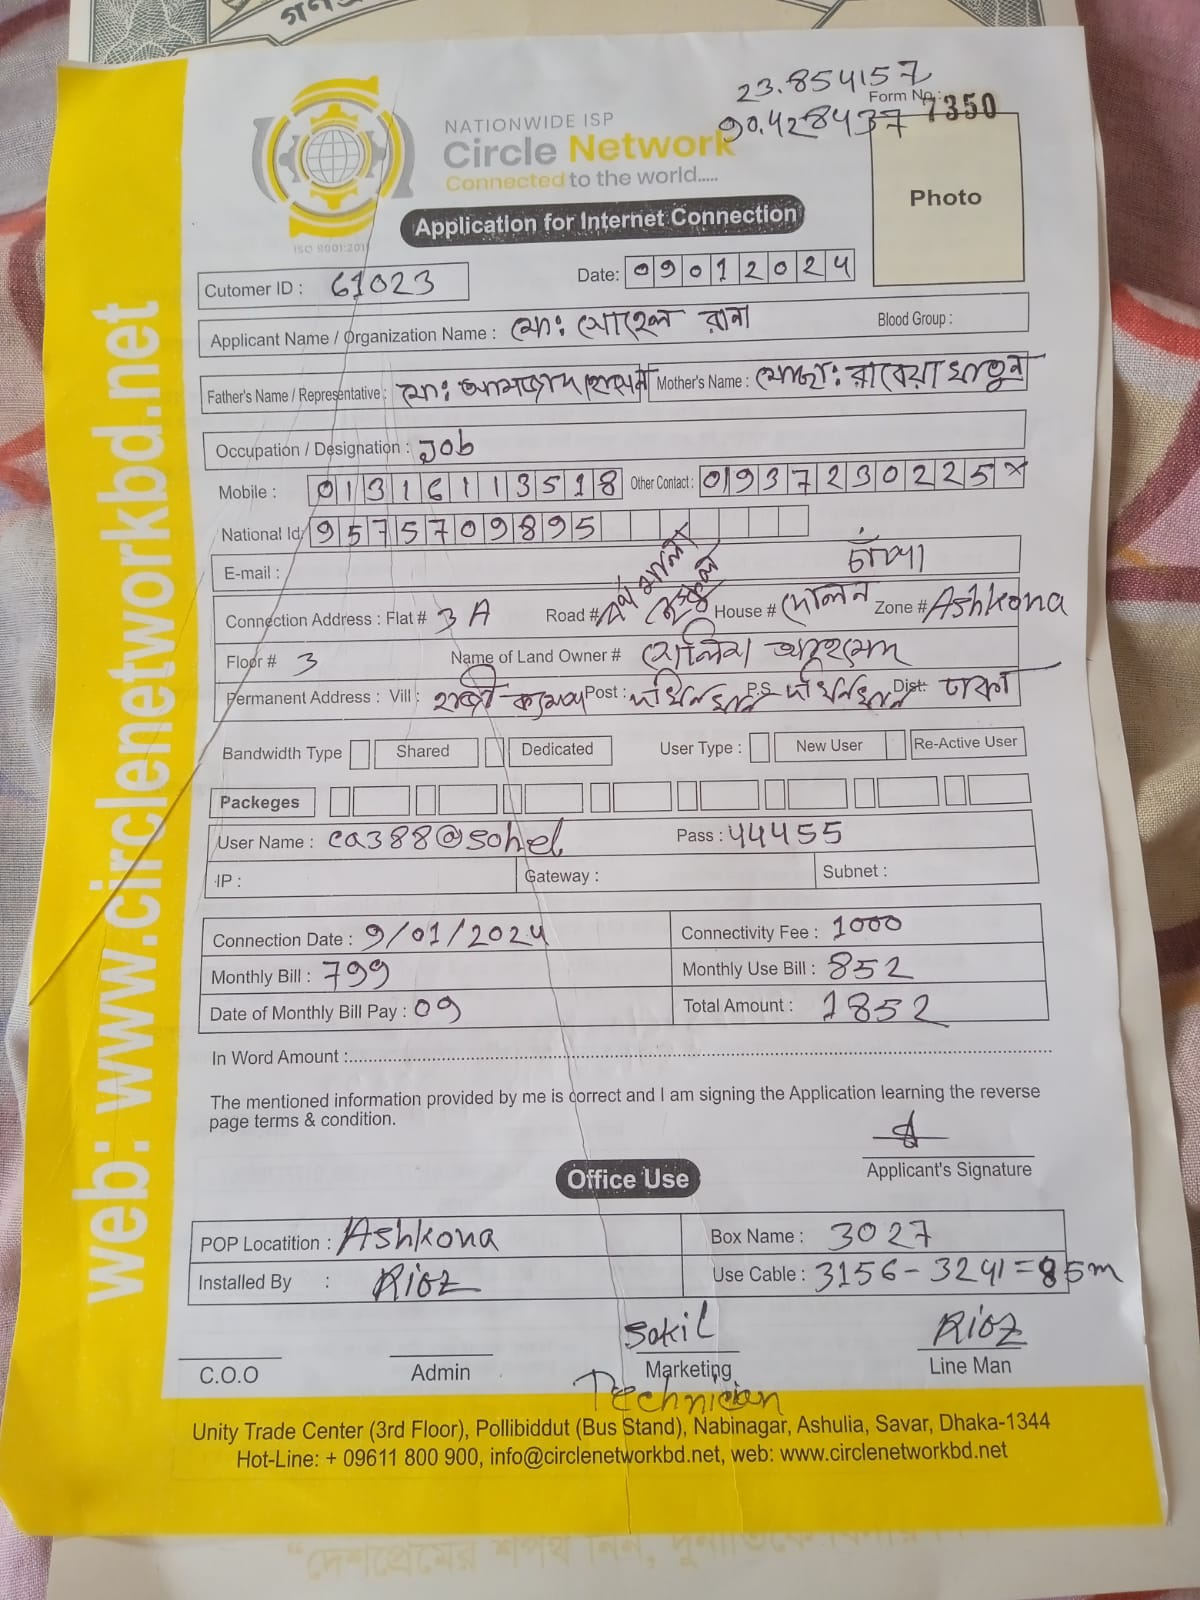 গণপ্র
23.854157
Form No.: 7350
90.428437
NATIONWIDE ISP
Circle Network
Connected to the world.....
ISO 9001:2015
Photo
Application for Internet Connection
Cutomer ID : 61023
Date: 09012024
Applicant Name / Organization Name : মোঃ সোহেল রানা
Blood Group :
Father's Name / Representative : মোঃ আমজাদ হোসেন Mother's Name : মোছাঃ রাবেয়া খাতুন
Occupation / Designation : Job
Mobile : 01316113518 Other Contact : 01937230225 x
National Id: 9575709895
E-mail :
চাঁপা
Connection Address : Flat # 3 A Road # House # দোলন Zone # Ashkona
Floor # 3 Name of Land Owner #
Permanent Address : Vill : হাজী ক্যাম্প Post : দক্ষিনখান P.S দক্ষিনখান Dist: ঢাকা
Bandwidth Type Shared Dedicated User Type : New User Re-Active User
Packeges
User Name : ca388@sohel Pass : 44455
IP : Gateway : Subnet :
Connection Date : 9/01/2024 Connectivity Fee : 1000
Monthly Bill : 799 Monthly Use Bill : 852
Date of Monthly Bill Pay : 09 Total Amount : 1852
In Word Amount :
The mentioned information provided by me is correct and I am signing the Application learning the reverse
page terms & condition.
Applicant's Signature
Office Use
POP Locatition : Ashkona Box Name : 3027
Installed By : Rioz Use Cable : 3156 - 3241 = 85m
Sakil Rioz
C.O.O Admin Marketing Line Man
Technician
Unity Trade Center (3rd Floor), Pollibiddut (Bus Stand), Nabinagar, Ashulia, Savar, Dhaka-1344
Hot-Line: + 09611 800 900, info@circlenetworkbd.net, web: www.circlenetworkbd.net
web: www.circlenetworkbd.net
"দেশপ্রেমের শপথ নিন, দুর্নীতিকে বিদায়